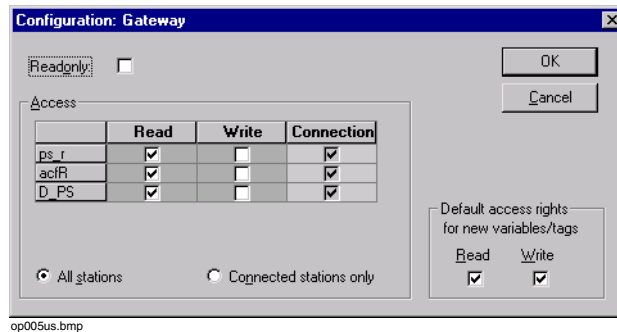 Configuration: Gateway
Readonly:
OK
Cancel
Access
Read Write Connection
ps_r
acfR
D_PS
Default access rights
for new variables/tags
Read Write
All stations Connected stations only
op005us.bmp